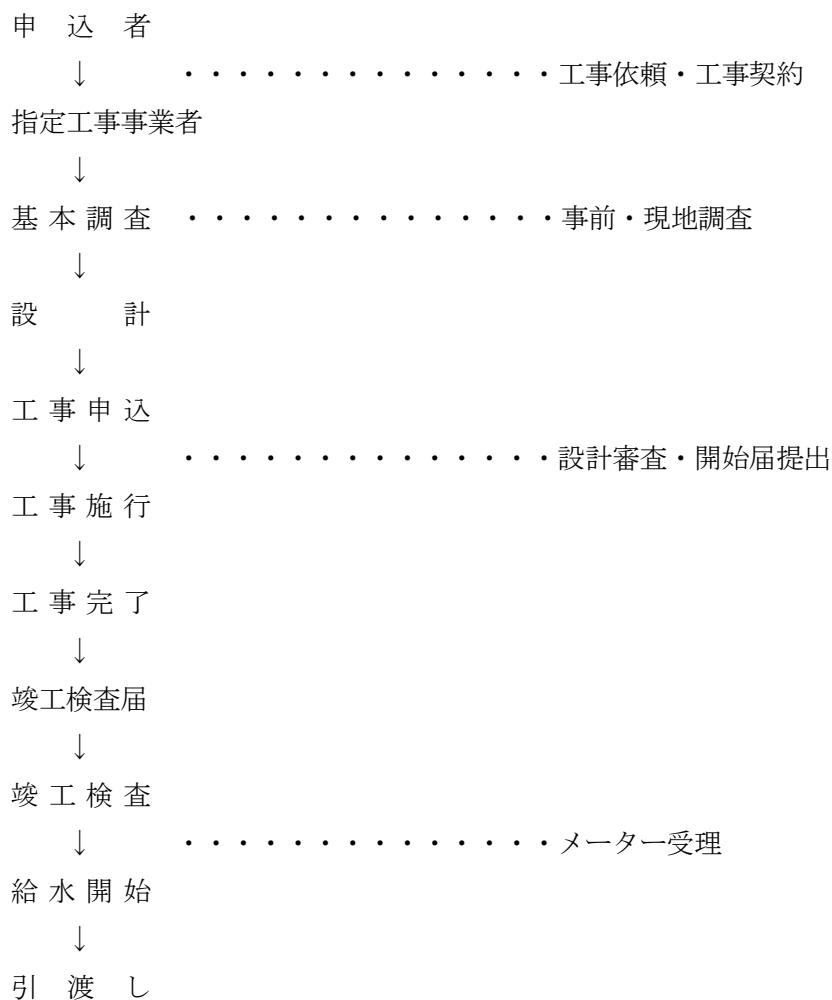 申　込　者
↓　・・・・・・・・・・・・・・工事依頼・工事契約
指定工事事業者
↓
基 本 調 査　・・・・・・・・・・・・・・事前・現地調査
↓
設　　　計
↓
工 事 申 込
↓　・・・・・・・・・・・・・・設計審査・開始届提出
工 事 施 行
↓
工 事 完 了
↓
竣工検査届
↓
竣 工 検 査
↓　・・・・・・・・・・・・・・メーター受理
給 水 開 始
↓
引　渡　し